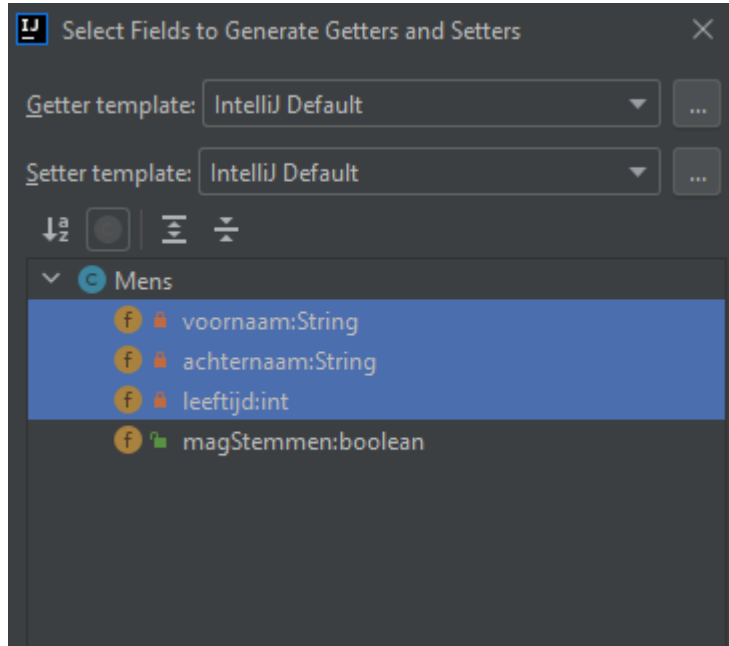 IJ Select Fields to Generate Getters and Setters
Getter template: IntelliJ Default ...
Setter template: IntelliJ Default ...
a
z
C Mens
f voornaam:String
f achternaam:String
f leeftijd:int
f magStemmen:boolean